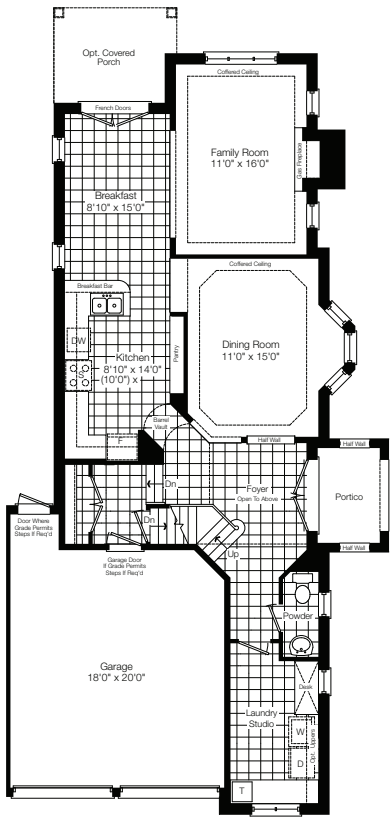 Opt. Covered
Porch
Coffered Ceiling
French Doors
Family Room
11'0" x 16'0"
Gas Fireplace
Breakfast
8'10" x 15'0"
Coffered Ceiling
Breakfast Bar
DW
Dining Room
11'0" x 15'0"
Pantry
Kitchen
8'10" x 14'0"
(10'0") x
S
Barrel
Vault
F
Half Wall
Half Wall
Dn
Foyer
Open To Above
Portico
Door Where
Grade Permits
Steps If Req'd
Dn
Up
Half Wall
Garage Door
If Grade Permits
Steps If Req'd
Powder
Garage
18'0" x 20'0"
Desk
Laundry
Studio
W
Opt. Uppers
D
T